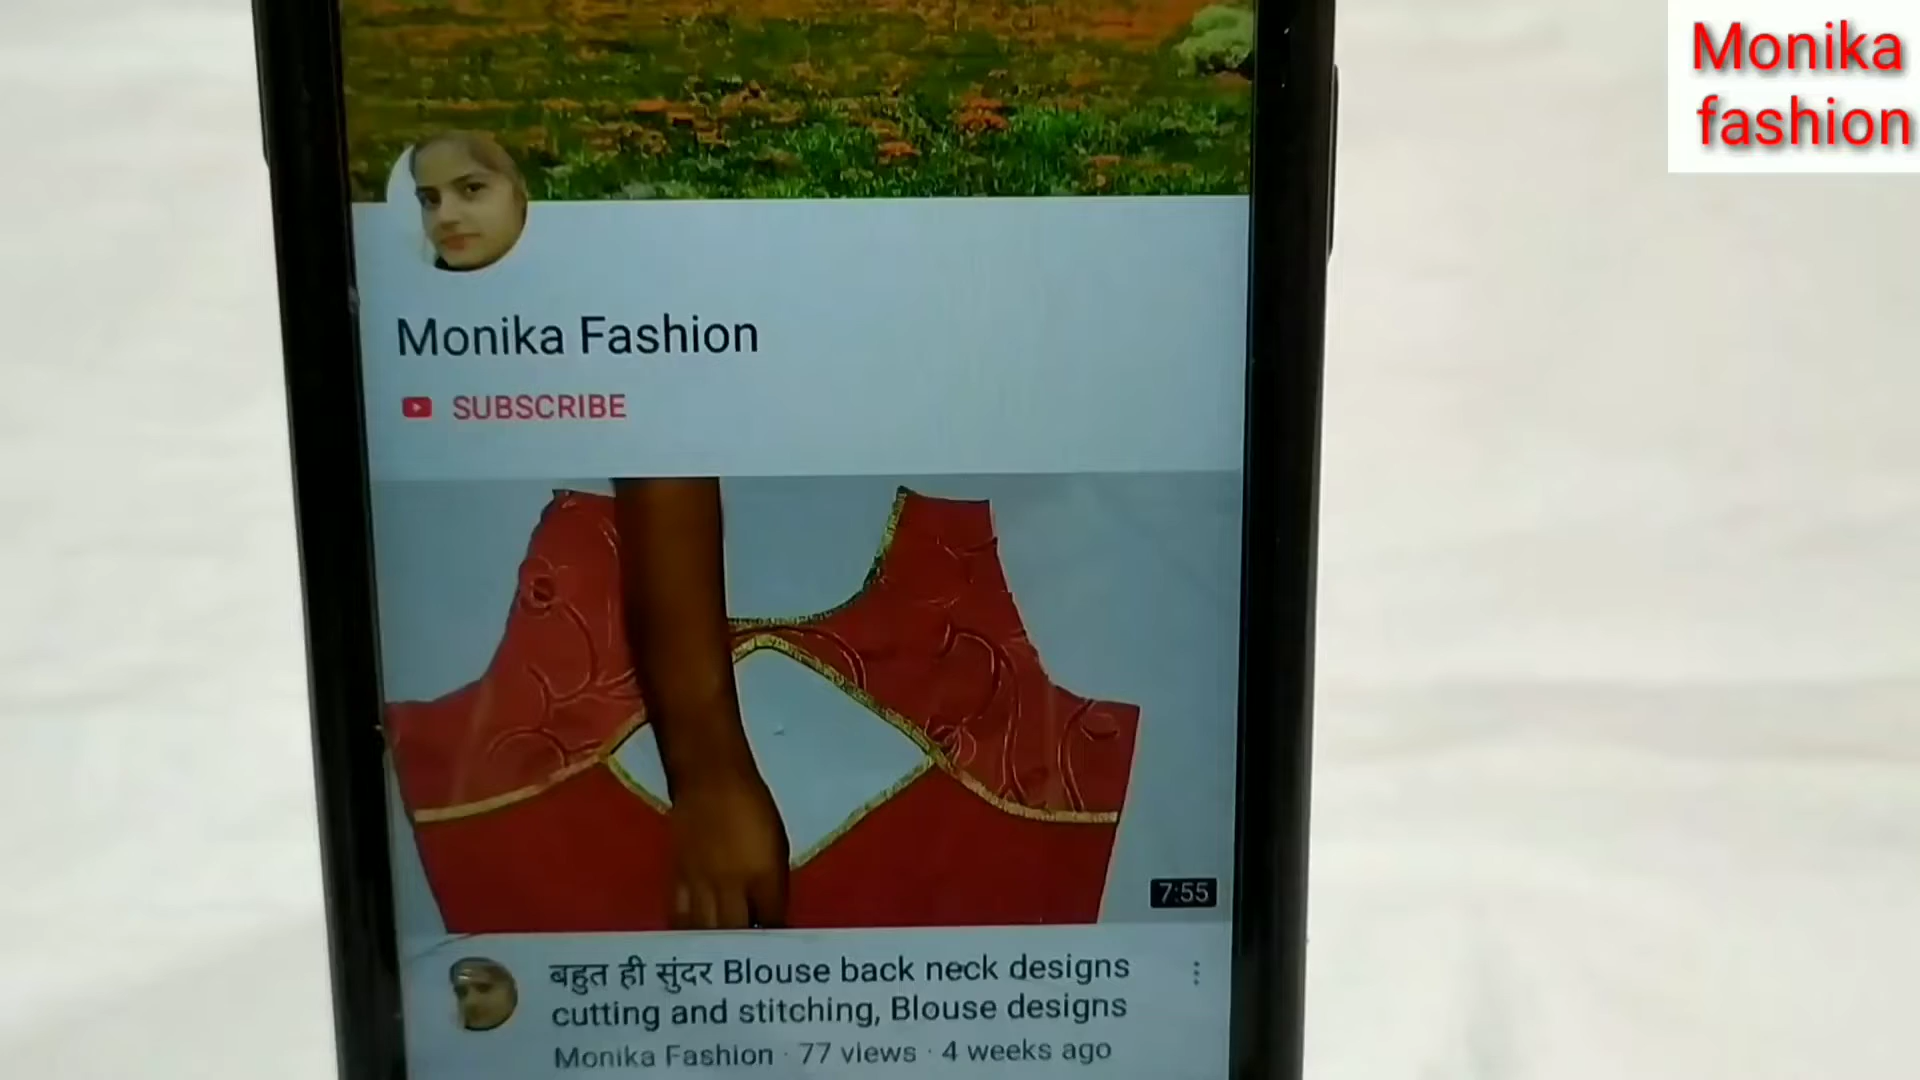 Monika
fashion
Monika Fashion
SUBSCRIBE
7:55
बहुत ही सुंदर Blouse back neck designs
cutting and stitching, Blouse designs
Monika Fashion · 77 views · 4 weeks ago